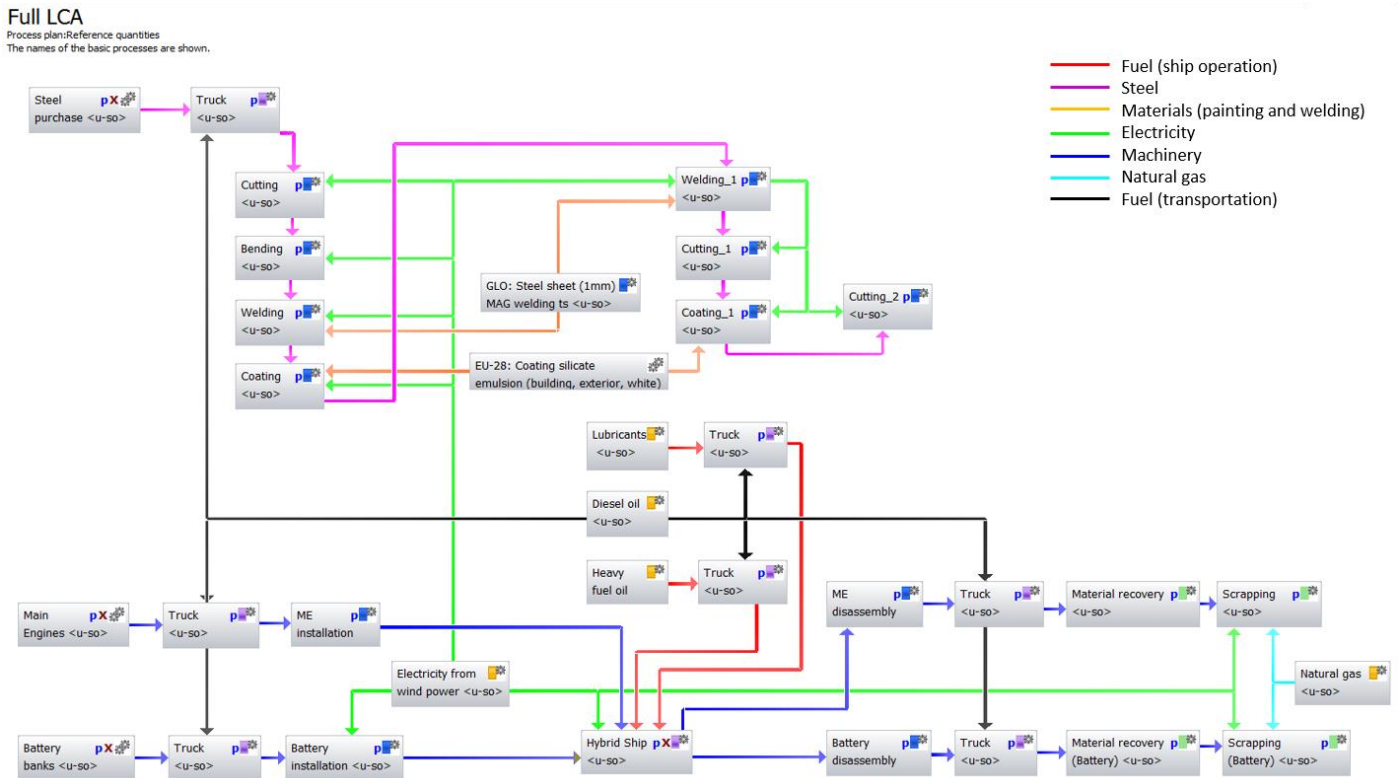 Full LCA
Process plan:Reference quantities
The names of the basic processes are shown.
Fuel (ship operation)
Steel
Materials (painting and welding)
Electricity
Machinery
Natural gas
Fuel (transportation)
Steel pX
purchase <u-so>
Truck p
<u-so>
Cutting p
<u-so>
Bending p
<u-so>
Welding p
<u-so>
Coating p
<u-so>
Welding_1 p
<u-so>
Cutting_1 p
<u-so>
Coating_1 p
<u-so>
Cutting_2 p
<u-so>
GLO: Steel sheet (1mm)
MAG welding ts <u-so>
EU-28: Coating silicate
emulsion (building, exterior, white)
Lubricants
<u-so>
Truck p
<u-so>
Diesel oil
<u-so>
Heavy
fuel oil
Truck p
<u-so>
Main pX
Engines <u-so>
Truck p
<u-so>
ME p
installation
ME p
disassembly
Truck p
<u-so>
Material recovery p
<u-so>
Scrapping p
<u-so>
Electricity from
wind power <u-so>
Natural gas
<u-so>
Battery pX
banks <u-so>
Truck p
<u-so>
Battery p
installation <u-so>
Hybrid Ship pX
<u-so>
Battery p
disassembly
Truck p
<u-so>
Material recovery p
(Battery) <u-so>
Scrapping p
(Battery) <u-so>